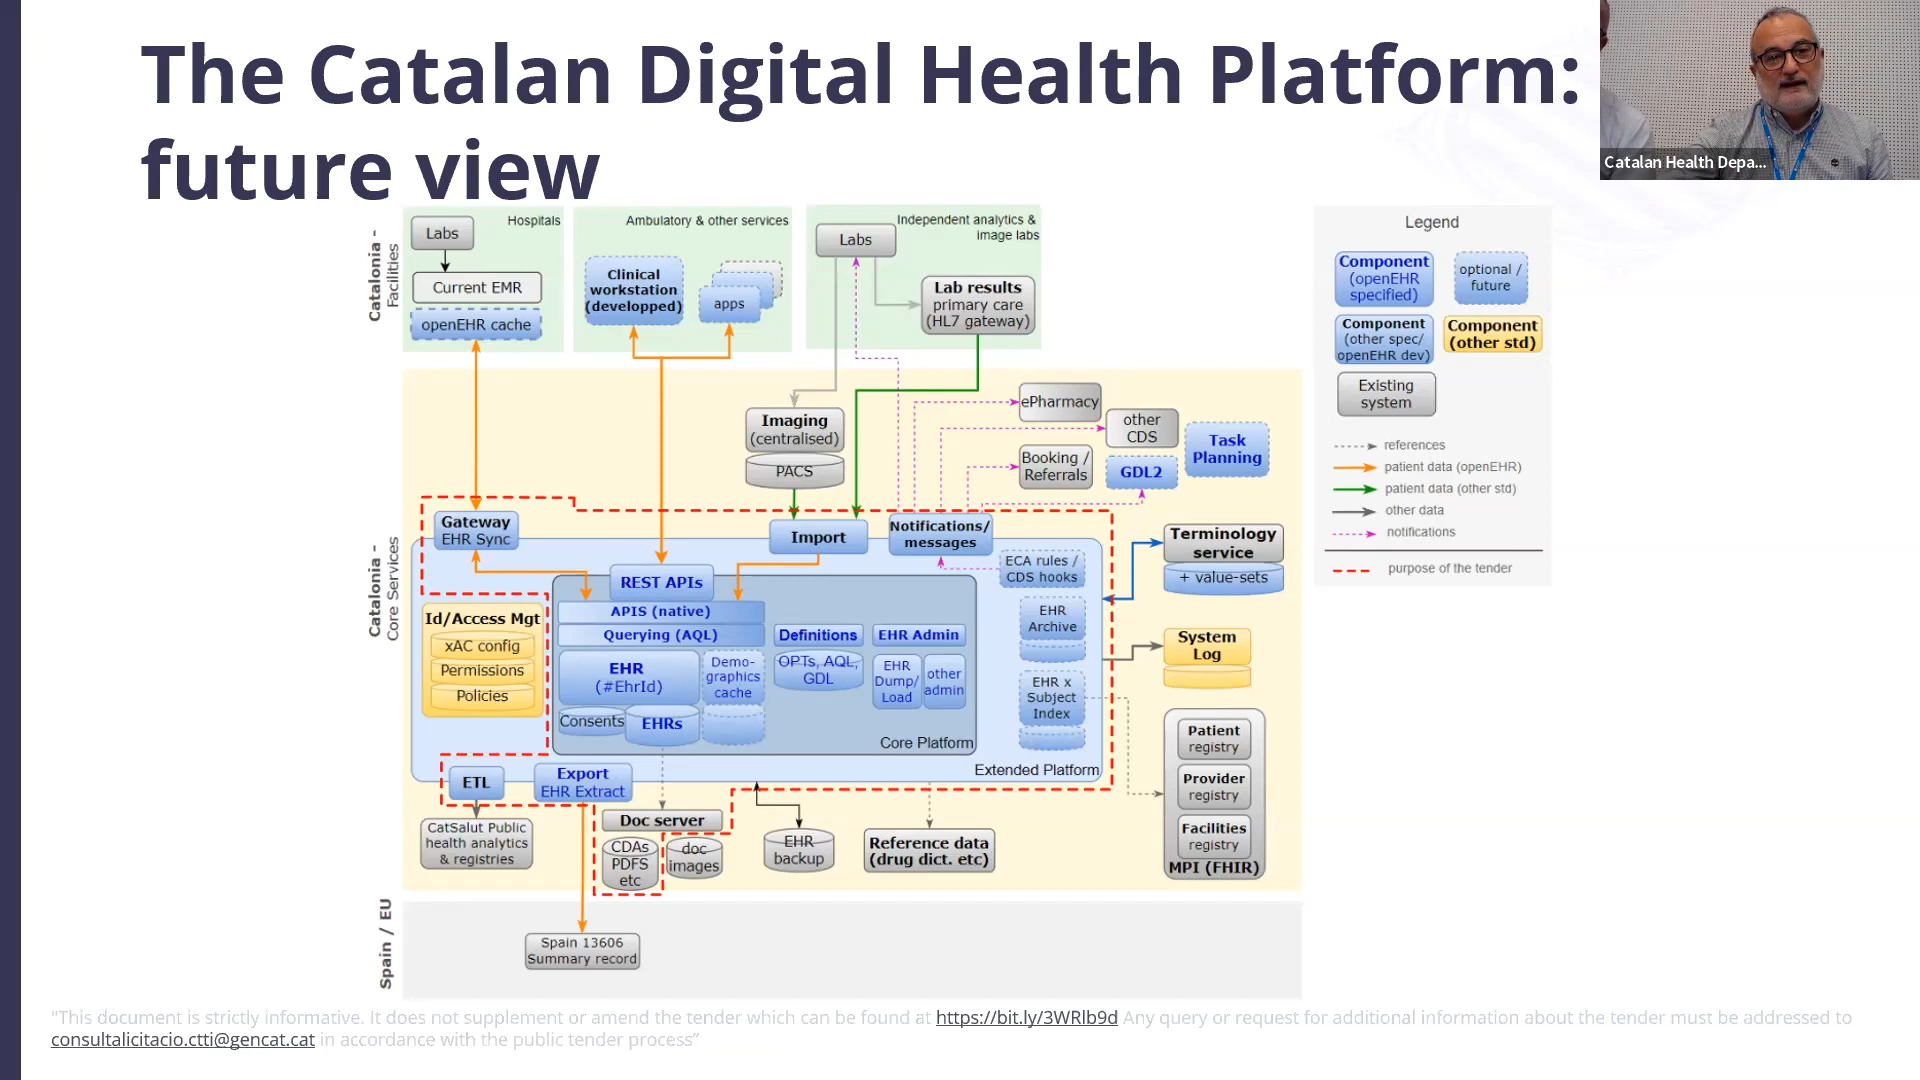 The Catalan Digital Health Platform:
future view
Catalan Health Depa...
Catalonia -
Facilities
Hospitals
Labs
Current EMR
openEHR cache
Ambulatory & other services
Clinical
workstation
(developped)
apps
Independent analytics &
image labs
Labs
Lab results
primary care
(HL7 gateway)
Legend
Component
(openEHR
specified)
optional /
future
Component
(other spec/
openEHR dev)
Component
(other std)
Existing
system
references
patient data (openEHR)
patient data (other std)
other data
notifications
purpose of the tender
Catalonia -
Core Services
Imaging
(centralised)
PACS
ePharmacy
other
CDS
Task
Planning
Booking /
Referrals
GDL2
Gateway
EHR Sync
Import
Notifications/
messages
Terminology
service
+ value-sets
REST APIs
ECA rules /
CDS hooks
APIS (native)
Querying (AQL)
Definitions
EHR Admin
EHR
Archive
Id/Access Mgt
xAC config
Permissions
Policies
EHR
(#EhrId)
Demo-
graphics
cache
OPTs, AQL,
GDL
EHR
Dump/
Load
other
admin
System
Log
EHR x
Subject
Index
Consents
EHRs
Core Platform
Extended Platform
Patient
registry
Provider
registry
Facilities
registry
MPI (FHIR)
ETL
Export
EHR Extract
CatSalut Public
health analytics
& registries
Doc server
CDAs
PDFS
etc
doc
images
EHR
backup
Reference data
(drug dict. etc)
Spain / EU
Spain 13606
Summary record
"This document is strictly informative. It does not supplement or amend the tender which can be found at https://bit.ly/3WRlb9d Any query or request for additional information about the tender must be addressed to
consultalicitacio.ctti@gencat.cat in accordance with the public tender process”